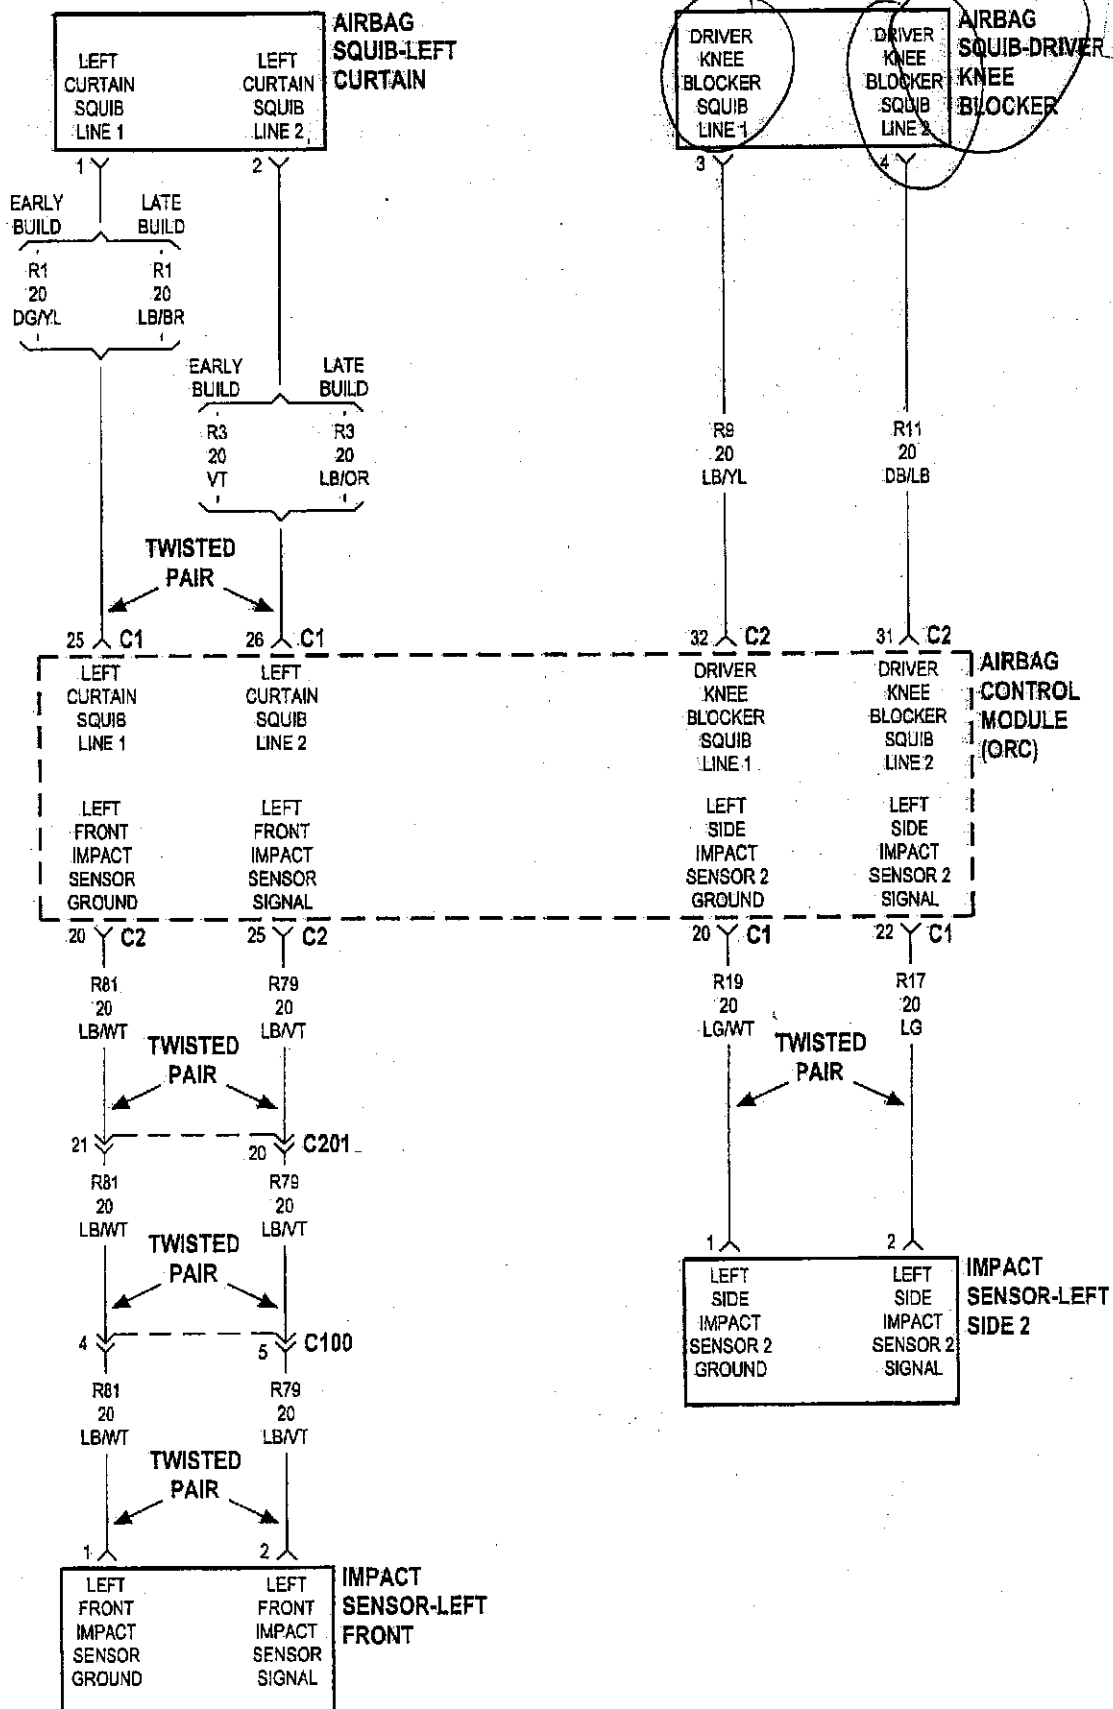 AIRBAG
SQUIB-LEFT
CURTAIN
LEFT
CURTAIN
SQUIB
LINE 1
LEFT
CURTAIN
SQUIB
LINE 2
1
2
AIRBAG
SQUIB-DRIVER
KNEE
BLOCKER
DRIVER
KNEE
BLOCKER
SQUIB
LINE 1
DRIVER
KNEE
BLOCKER
SQUIB
LINE 2
3
4
EARLY
BUILD
LATE
BUILD
R1
20
DG/YL
R1
20
LB/BR
EARLY
BUILD
LATE
BUILD
R3
20
VT
R3
20
LB/OR
R9
20
LB/YL
R11
20
DB/LB
TWISTED
PAIR
25 C1
26 C1
32 C2
31 C2
AIRBAG
CONTROL
MODULE
(ORC)
LEFT
CURTAIN
SQUIB
LINE 1
LEFT
CURTAIN
SQUIB
LINE 2
DRIVER
KNEE
BLOCKER
SQUIB
LINE 1
DRIVER
KNEE
BLOCKER
SQUIB
LINE 2
LEFT
FRONT
IMPACT
SENSOR
GROUND
LEFT
FRONT
IMPACT
SENSOR
SIGNAL
LEFT
SIDE
IMPACT
SENSOR 2
GROUND
LEFT
SIDE
IMPACT
SENSOR 2
SIGNAL
20 C2
25 C2
20 C1
22 C1
R81
20
LB/WT
R79
20
LB/VT
R19
20
LG/WT
R17
20
LG
TWISTED
PAIR
TWISTED
PAIR
21
20 C201
R81
20
LB/WT
R79
20
LB/VT
TWISTED
PAIR
4
5 C100
1
2
IMPACT
SENSOR-LEFT
SIDE 2
LEFT
SIDE
IMPACT
SENSOR 2
GROUND
LEFT
SIDE
IMPACT
SENSOR 2
SIGNAL
R81
20
LB/WT
R79
20
LB/VT
TWISTED
PAIR
1
2
IMPACT
SENSOR-LEFT
FRONT
LEFT
FRONT
IMPACT
SENSOR
GROUND
LEFT
FRONT
IMPACT
SENSOR
SIGNAL